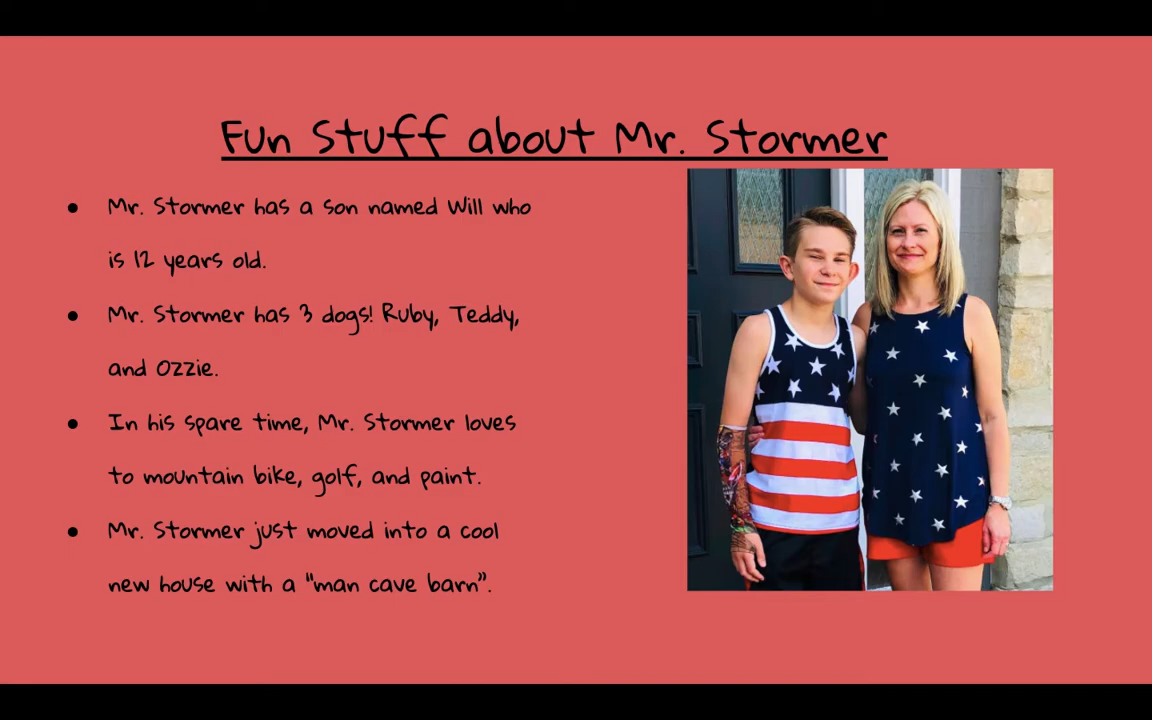 Fun Stuff about Mr. Stormer
● Mr. Stormer has a son named Will who
is 12 years old.
● Mr. Stormer has 3 dogs! Ruby, Teddy,
and Ozzie.
● In his spare time, Mr. Stormer loves
to mountain bike, golf, and paint.
● Mr. Stormer just moved into a cool
new house with a "man cave barn".